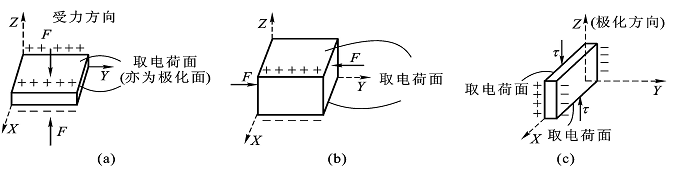 Z 受力方向
F
+ + + + + +
取电荷面
(亦为极化面)
Y
+ + + + +
X
F
(a)
Z
F
+ + + + +
F
Y
取电荷面
X
(b)
Z (极化方向)
τ
取电荷面
Y
τ
X
取电荷面
(c)